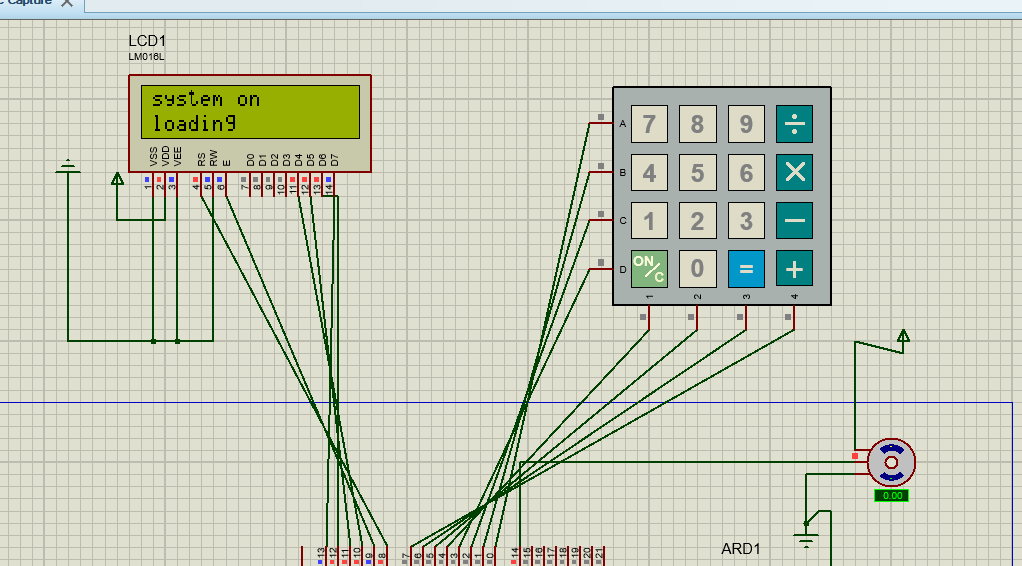 Capture
LCD1
LM016L
system on
loading
VSS VDD VEE RS RW E D0 D1 D2 D3 D4 D5 D6 D7
1 2 3 4 5 6 7 8 9 10 11 12 13 14
A 7 8 9 ÷
B 4 5 6 ×
C 1 2 3 −
D ON/C 0 = +
1 2 3 4
0.00
ARD1
13 12 11 10 9 8 7 6 5 4 3 2 1 0 14 15 16 17 18 19 20 21